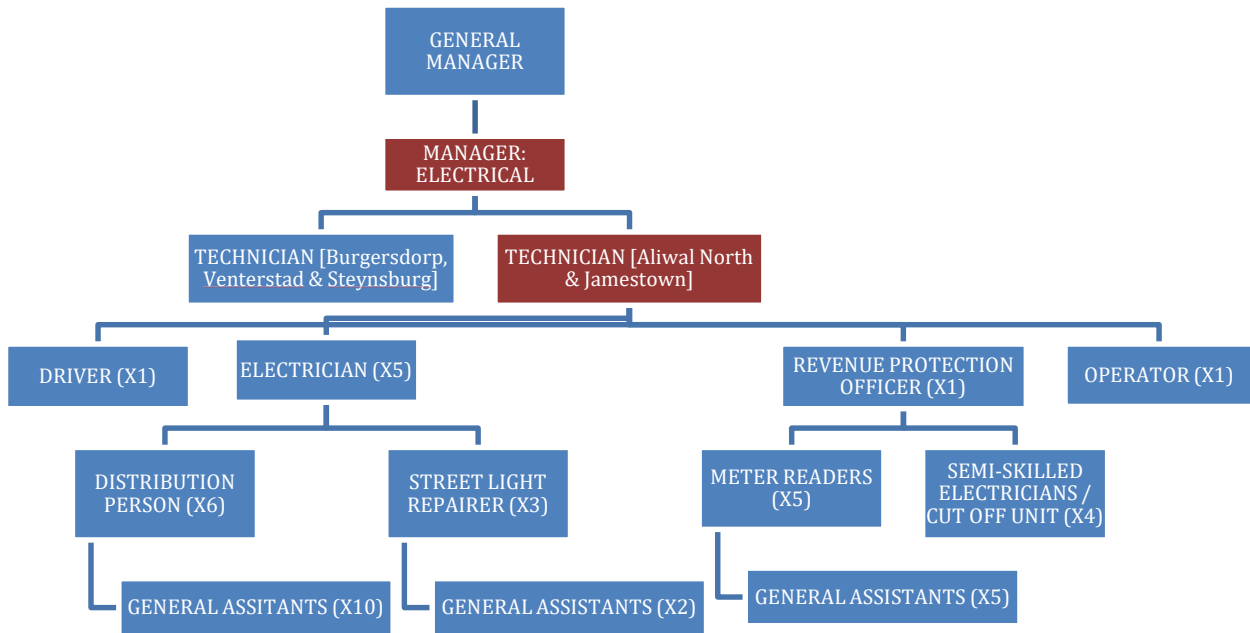 GENERAL
MANAGER
MANAGER:
ELECTRICAL
TECHNICIAN [Burgersdorp,
Venterstad & Steynsburg]
TECHNICIAN [Aliwal North
& Jamestown]
DRIVER (X1)
ELECTRICIAN (X5)
REVENUE PROTECTION
OFFICER (X1)
OPERATOR (X1)
DISTRIBUTION
PERSON (X6)
STREET LIGHT
REPAIRER (X3)
METER READERS
(X5)
SEMI-SKILLED
ELECTRICIANS /
CUT OFF UNIT (X4)
GENERAL ASSITANTS (X10)
GENERAL ASSISTANTS (X2)
GENERAL ASSISTANTS (X5)